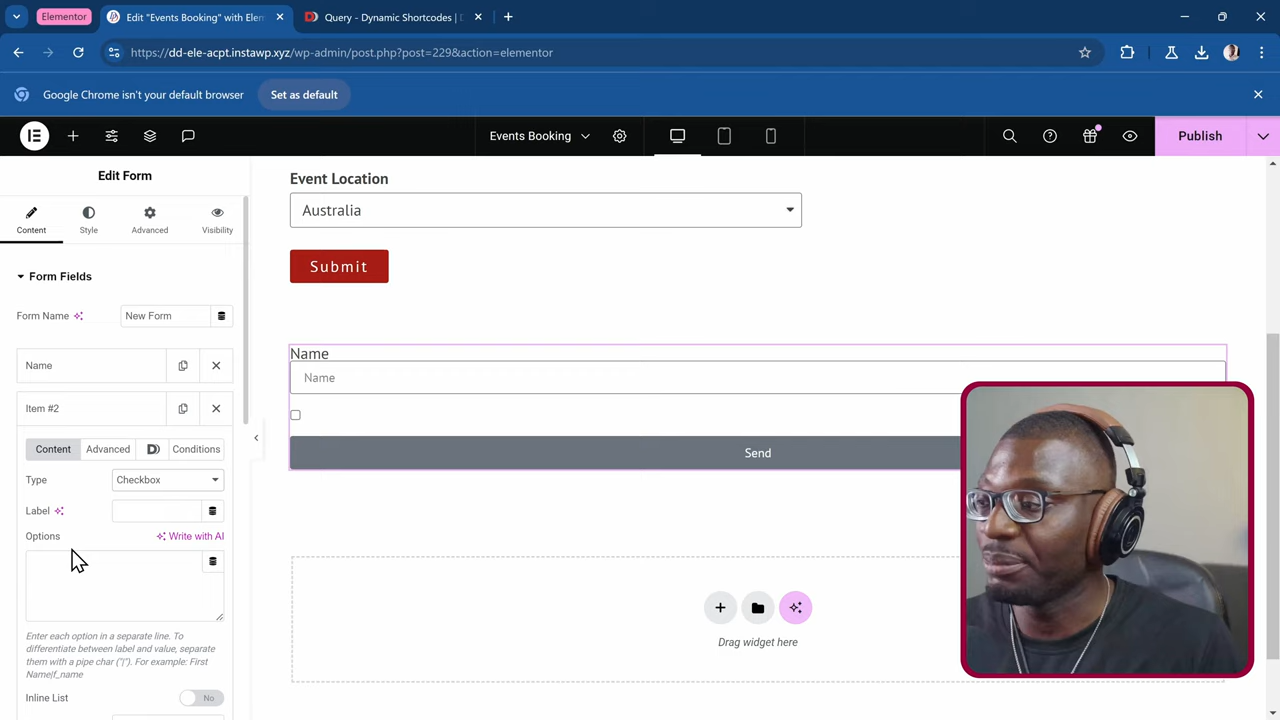 Elementor
Edit "Events Booking" with Elem
Query - Dynamic Shortcodes |
https://dd-ele-acpt.instawp.xyz/wp-admin/post.php?post=229&action=elementor
Google Chrome isn't your default browser
Set as default
Events Booking
Publish
Edit Form
Content
Style
Advanced
Visibility
Form Fields
Form Name
New Form
Name
Item #2
Content
Advanced
Conditions
Type
Checkbox
Label
Options
Write with AI
Enter each option in a separate line. To
differentiate between label and value, separate
them with a pipe char ("|"). For example: First
Name|f_name
Inline List
No
Event Location
Australia
Submit
Name
Name
Send
Drag widget here